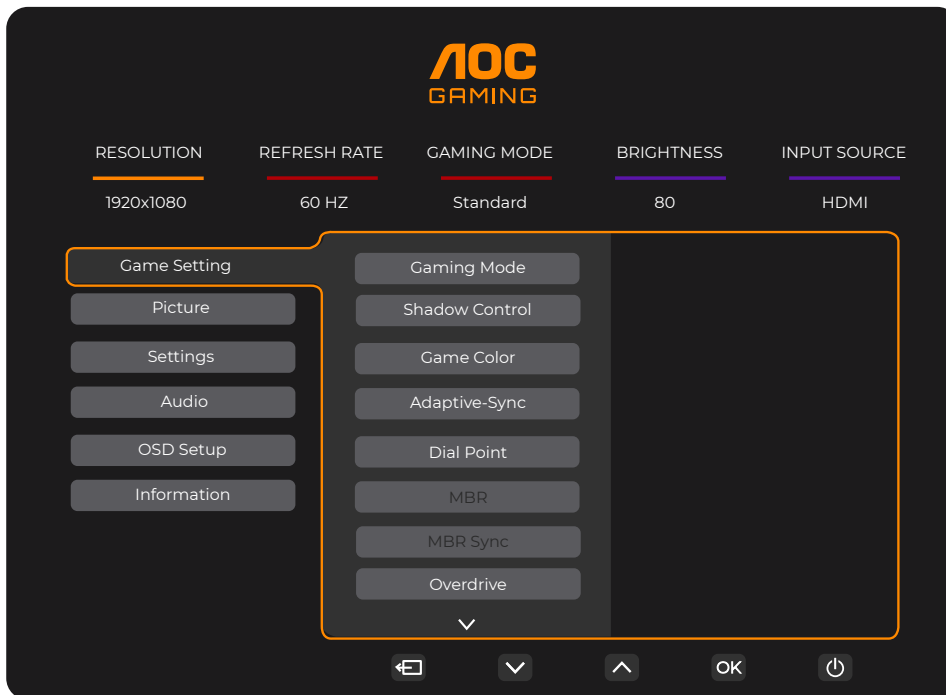 AOC
GAMING
RESOLUTION REFRESH RATE GAMING MODE BRIGHTNESS INPUT SOURCE
1920x1080 60 HZ Standard 80 HDMI
Game Setting Gaming Mode
Picture Shadow Control
Settings Game Color
Audio Adaptive-Sync
OSD Setup Dial Point
Information MBR
MBR Sync
Overdrive
OK